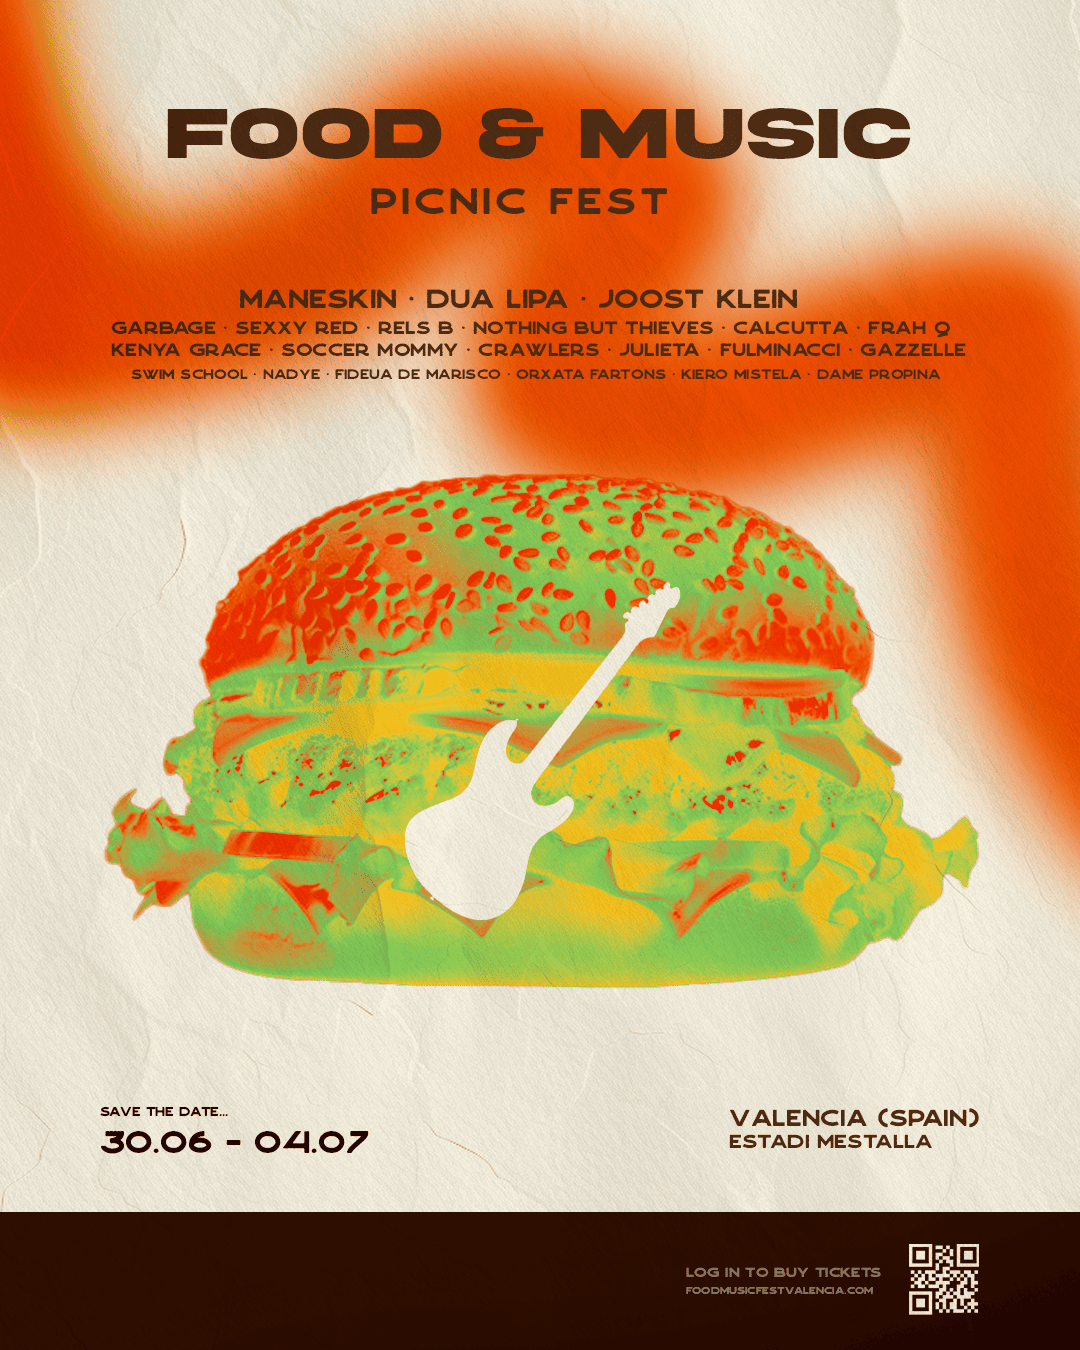 FOOD & MUSIC
PICNIC FEST
MANESKIN · DUA LIPA · JOOST KLEIN
GARBAGE · SEXXY RED · RELS B · NOTHING BUT THIEVES · CALCUTTA · FRAH Q
KENYA GRACE · SOCCER MOMMY · CRAWLERS · JULIETA · FULMINACCI · GAZZELLE
SWIM SCHOOL · NADYE · FIDEUA DE MARISCO · ORXATA FARTONS · KIERO MISTELA · DAME PROPINA
SAVE THE DATE...
30.06 - 04.07
VALENCIA (SPAIN)
ESTADI MESTALLA
LOG IN TO BUY TICKETS
FOODMUSICFESTVALENCIA.COM